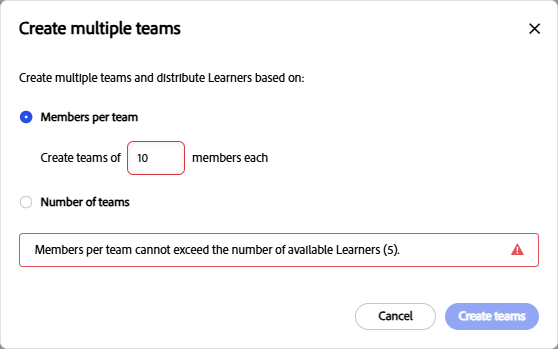 Create multiple teams
Create multiple teams and distribute Learners based on:
Members per team
Create teams of 10 members each
Number of teams
Members per team cannot exceed the number of available Learners (5).
Cancel Create teams